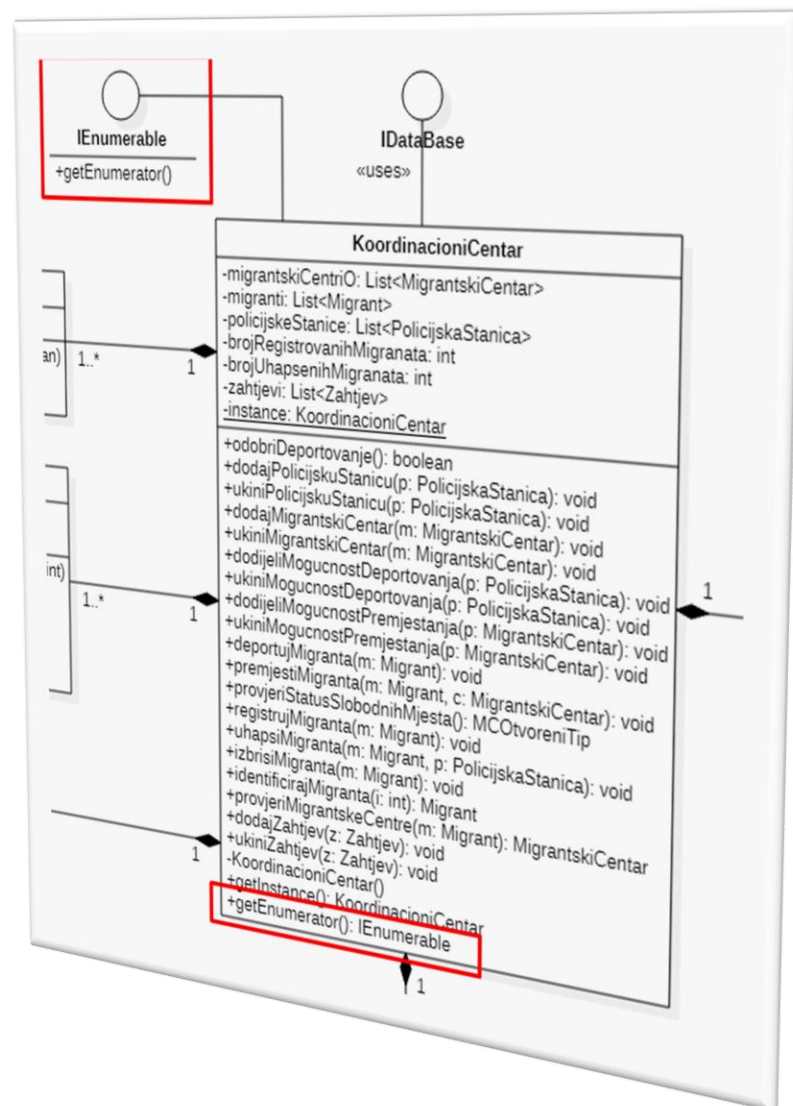 IEnumerable
+getEnumerator()
IDataBase
«uses»
KoordinacioniCentar
-migrantskiCentriO: List<MigrantskiCentar>
-migranti: List<Migrant>
-policijskeStanice: List<PolicijskaStanica>
-brojRegistrovanihMigranata: int
-brojUhapsenihMigranata: int
-zahtjevi: List<Zahtjev>
-instance: KoordinacioniCentar
+odobriDeportovanje(): boolean
+dodajPolicijskuStanicu(p: PolicijskaStanica): void
+ukiniPolicijskuStanicu(p: PolicijskaStanica): void
+dodajMigrantskiCentar(m: MigrantskiCentar): void
+ukiniMigrantskiCentar(m: MigrantskiCentar): void
+dodijeliMogucnostDeportovanja(p: PolicijskaStanica): void
+ukiniMogucnostDeportovanja(p: PolicijskaStanica): void
+dodijeliMogucnostPremjestanja(p: MigrantskiCentar): void
+ukiniMogucnostPremjestanja(p: MigrantskiCentar): void
+deportujMigranta(m: Migrant): void
+premjestiMigranta(m: Migrant, c: MigrantskiCentar): void
+provjeriStatusSlobodnihMjesta(): MCOtvoreniTip
+registrujMigranta(m: Migrant): void
+uhapsiMigranta(m: Migrant, p: PolicijskaStanica): void
+izbrisiMigranta(m: Migrant): void
+identificirajMigranta(i: int): Migrant
+provjeriMigrantskeCentre(m: Migrant): MigrantskiCentar
+dodajZahtjev(z: Zahtjev): void
+ukiniZahtjev(z: Zahtjev): void
-KoordinacioniCentar()
+getInstance(): KoordinacioniCentar
+getEnumerator(): IEnumerable
an)
1..*
1
int)
1..*
1
1
1
1